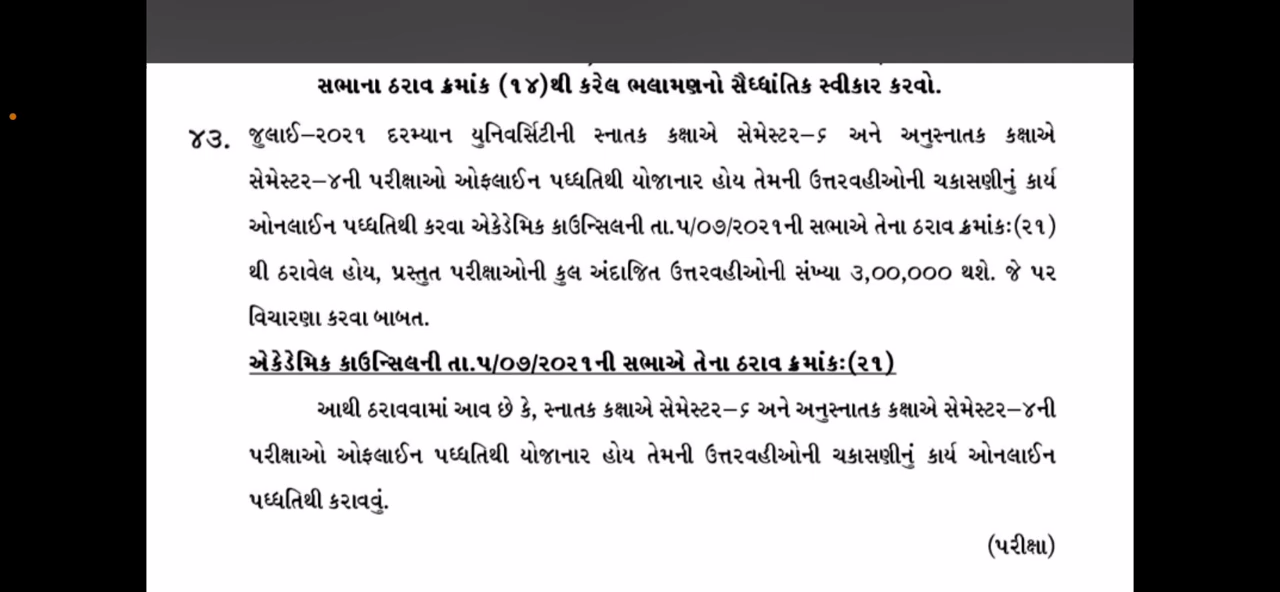 સભાના ઠરાવ ક્રમાંક (૧૪)થી કરેલ ભલામણનો સૈધ્ધાંતિક સ્વીકાર કરવો.
૪૩. જુલાઈ-૨૦૨૧ દરમ્યાન યુનિવર્સિટીની સ્નાતક કક્ષાએ સેમેસ્ટર-૬ અને અનુસ્નાતક કક્ષાએ
સેમેસ્ટર-૪ની પરીક્ષાઓ ઓફલાઈન પધ્ધતિથી યોજાનાર હોય તેમની ઉત્તરવહીઓની ચકાસણીનું કાર્ય
ઓનલાઈન પધ્ધતિથી કરવા એકેડેમિક કાઉન્સિલની તા.૫/૦૭/૨૦૨૧ની સભાએ તેના ઠરાવ ક્રમાંક:(૨૧)
થી ઠરાવેલ હોય, પ્રસ્તુત પરીક્ષાઓની કુલ અંદાજિત ઉત્તરવહીઓની સંખ્યા ૩,૦૦,૦૦૦ થશે. જે પર
વિચારણા કરવા બાબત.
એકેડેમિક કાઉન્સિલની તા.૫/૦૭/૨૦૨૧ની સભાએ તેના ઠરાવ ક્રમાંક:(૨૧)
આથી ઠરાવવામાં આવ છે કે, સ્નાતક કક્ષાએ સેમેસ્ટર-૬ અને અનુસ્નાતક કક્ષાએ સેમેસ્ટર-૪ની
પરીક્ષાઓ ઓફલાઈન પધ્ધતિથી યોજાનાર હોય તેમની ઉત્તરવહીઓની ચકાસણીનું કાર્ય ઓનલાઈન
પધ્ધતિથી કરાવવું.
(પરીક્ષા)